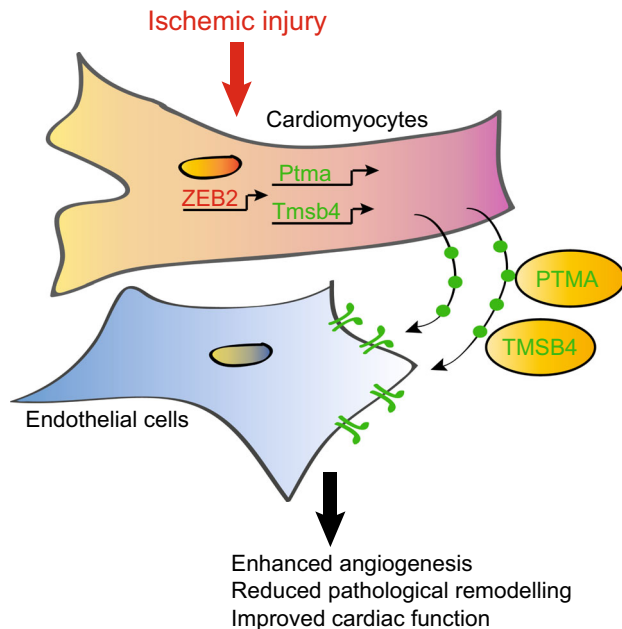 Ischemic injury
Cardiomyocytes
Ptma
ZEB2
Tmsb4
PTMA
TMSB4
Endothelial cells
Enhanced angiogenesis
Reduced pathological remodelling
Improved cardiac function